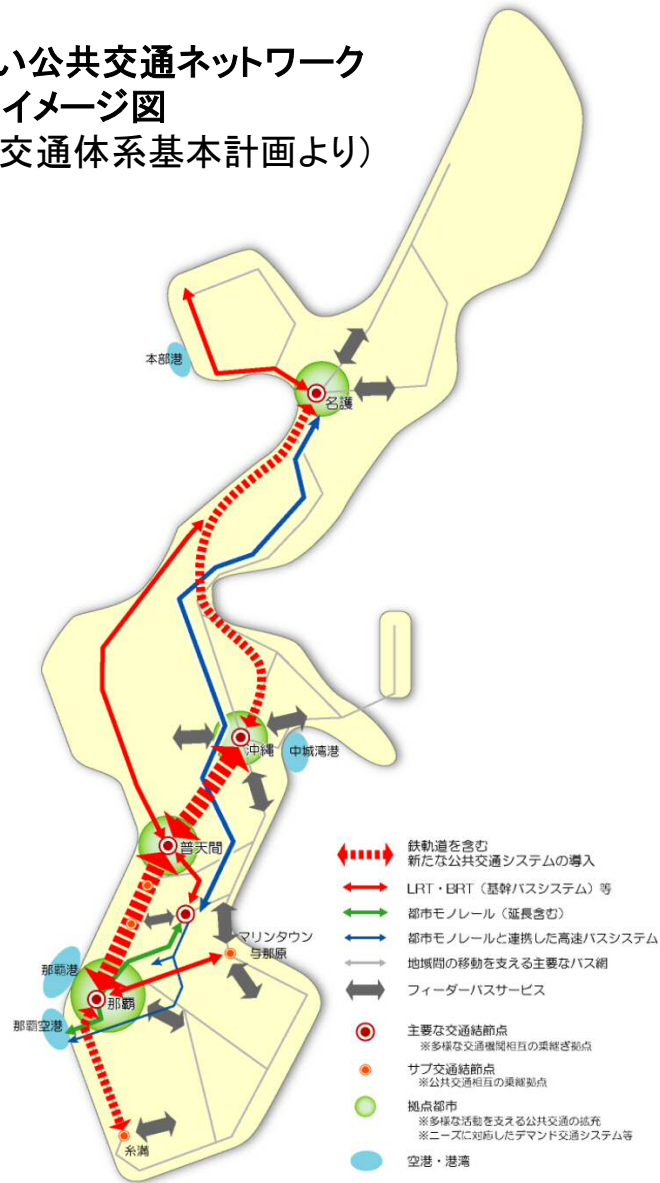 い公共交通ネットワーク
イメージ図
交通体系基本計画より）
本部港
名護
沖縄
中城湾港
普天間
マリンタウン
与那原
那覇港
那覇
那覇空港
糸満
鉄軌道を含む
新たな公共交通システムの導入
LRT・BRT（基幹バスシステム）等
都市モノレール（延長含む）
都市モノレールと連携した高速バスシステム
地域間の移動を支える主要なバス網
フィーダーバスサービス
主要な交通結節点
※多様な交通機関相互の乗継ぎ拠点
サブ交通結節点
※公共交通相互の乗継拠点
拠点都市
※多様な活動を支える公共交通の拡充
※ニーズに対応したデマンド交通システム等
空港・港湾